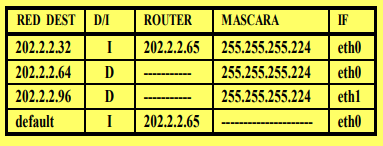 RED DEST D/I ROUTER MASCARA IF
202.2.2.32 I 202.2.2.65 255.255.255.224 eth0
202.2.2.64 D ----------- 255.255.255.224 eth0
202.2.2.96 D ----------- 255.255.255.224 eth1
default I 202.2.2.65 --------------------- eth0